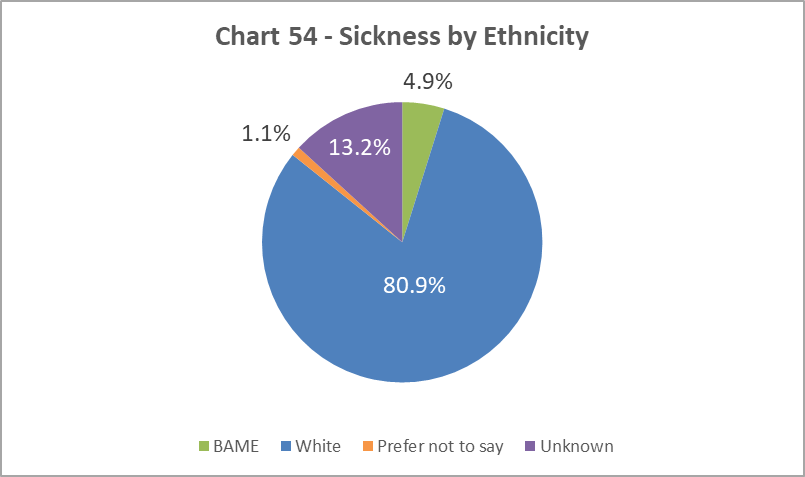 Chart 54 - Sickness by Ethnicity
4.9%
1.1%
13.2%
80.9%
BAME White Prefer not to say Unknown